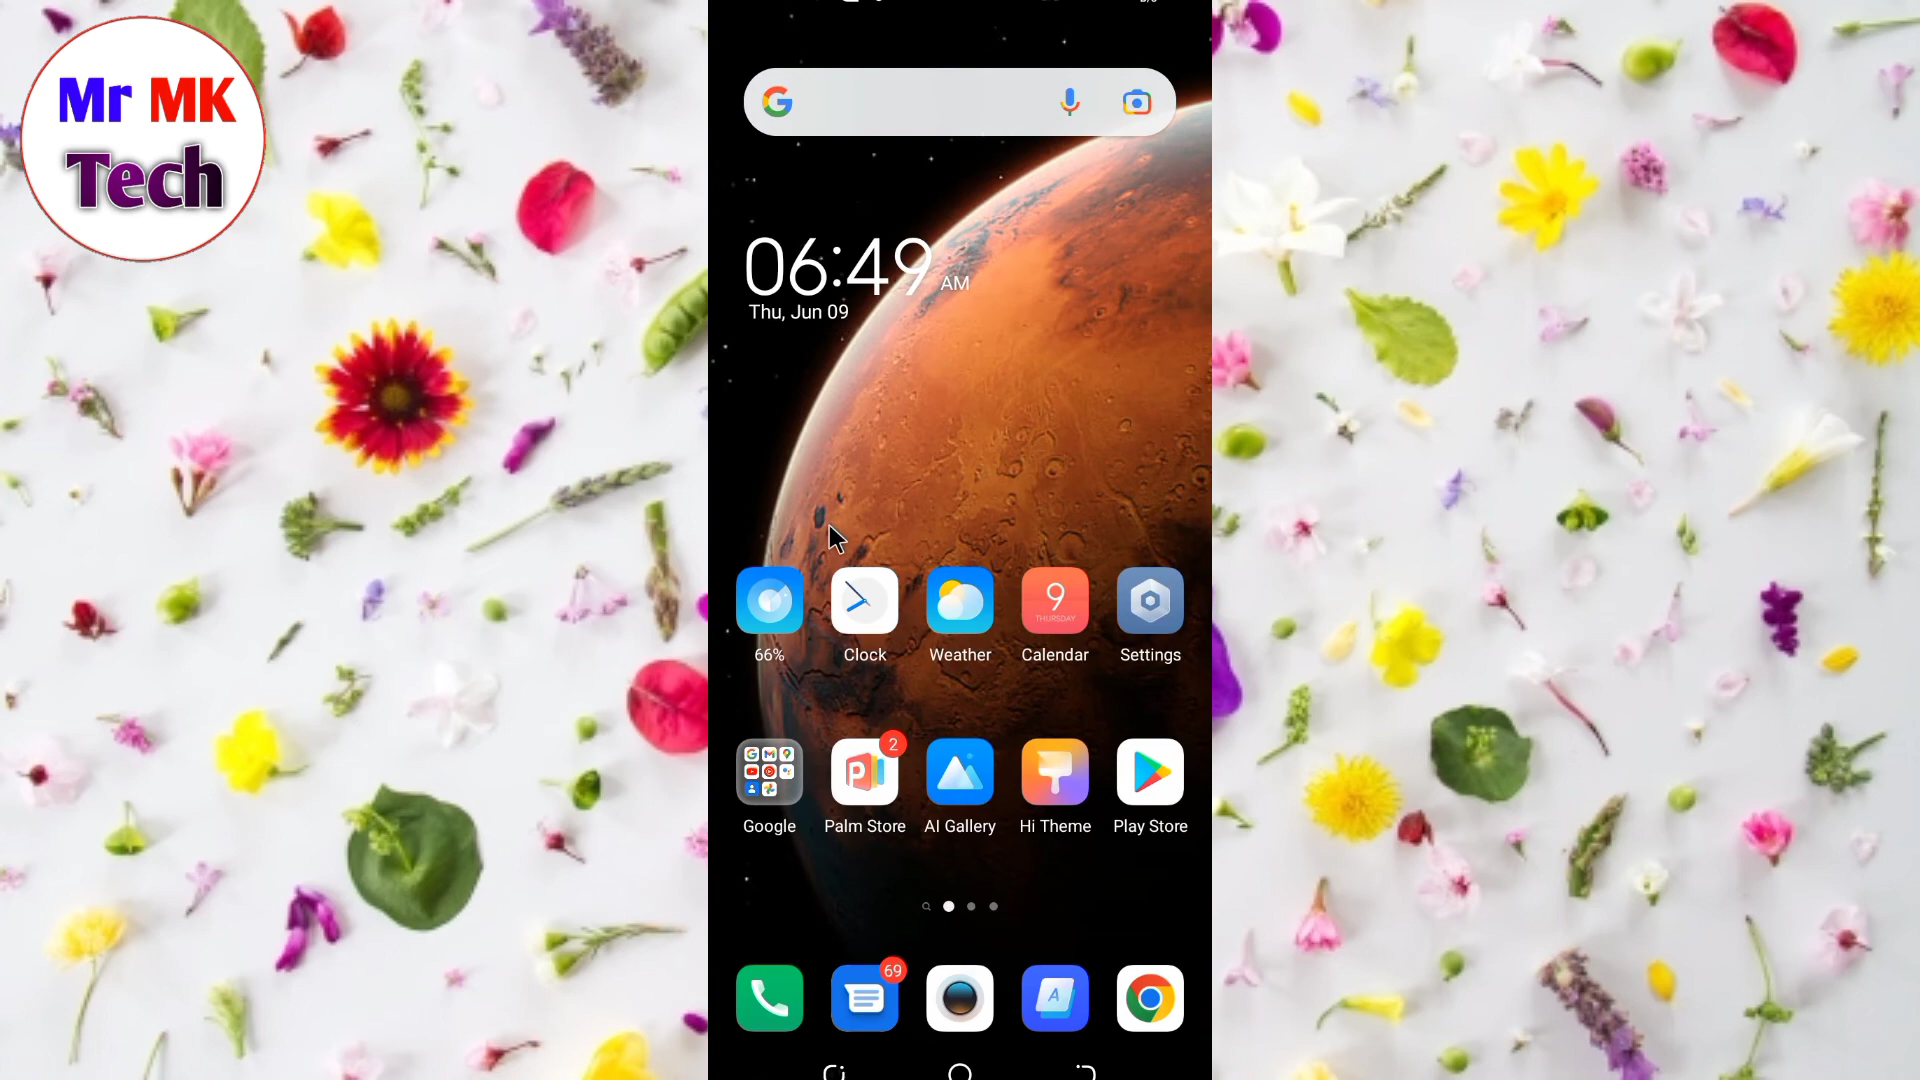 Mr MK
Tech
06:49 AM
Thu, Jun 09
9
THURSDAY
66%
Clock
Weather
Calendar
Settings
2
Google
Palm Store
AI Gallery
Hi Theme
Play Store
69
A